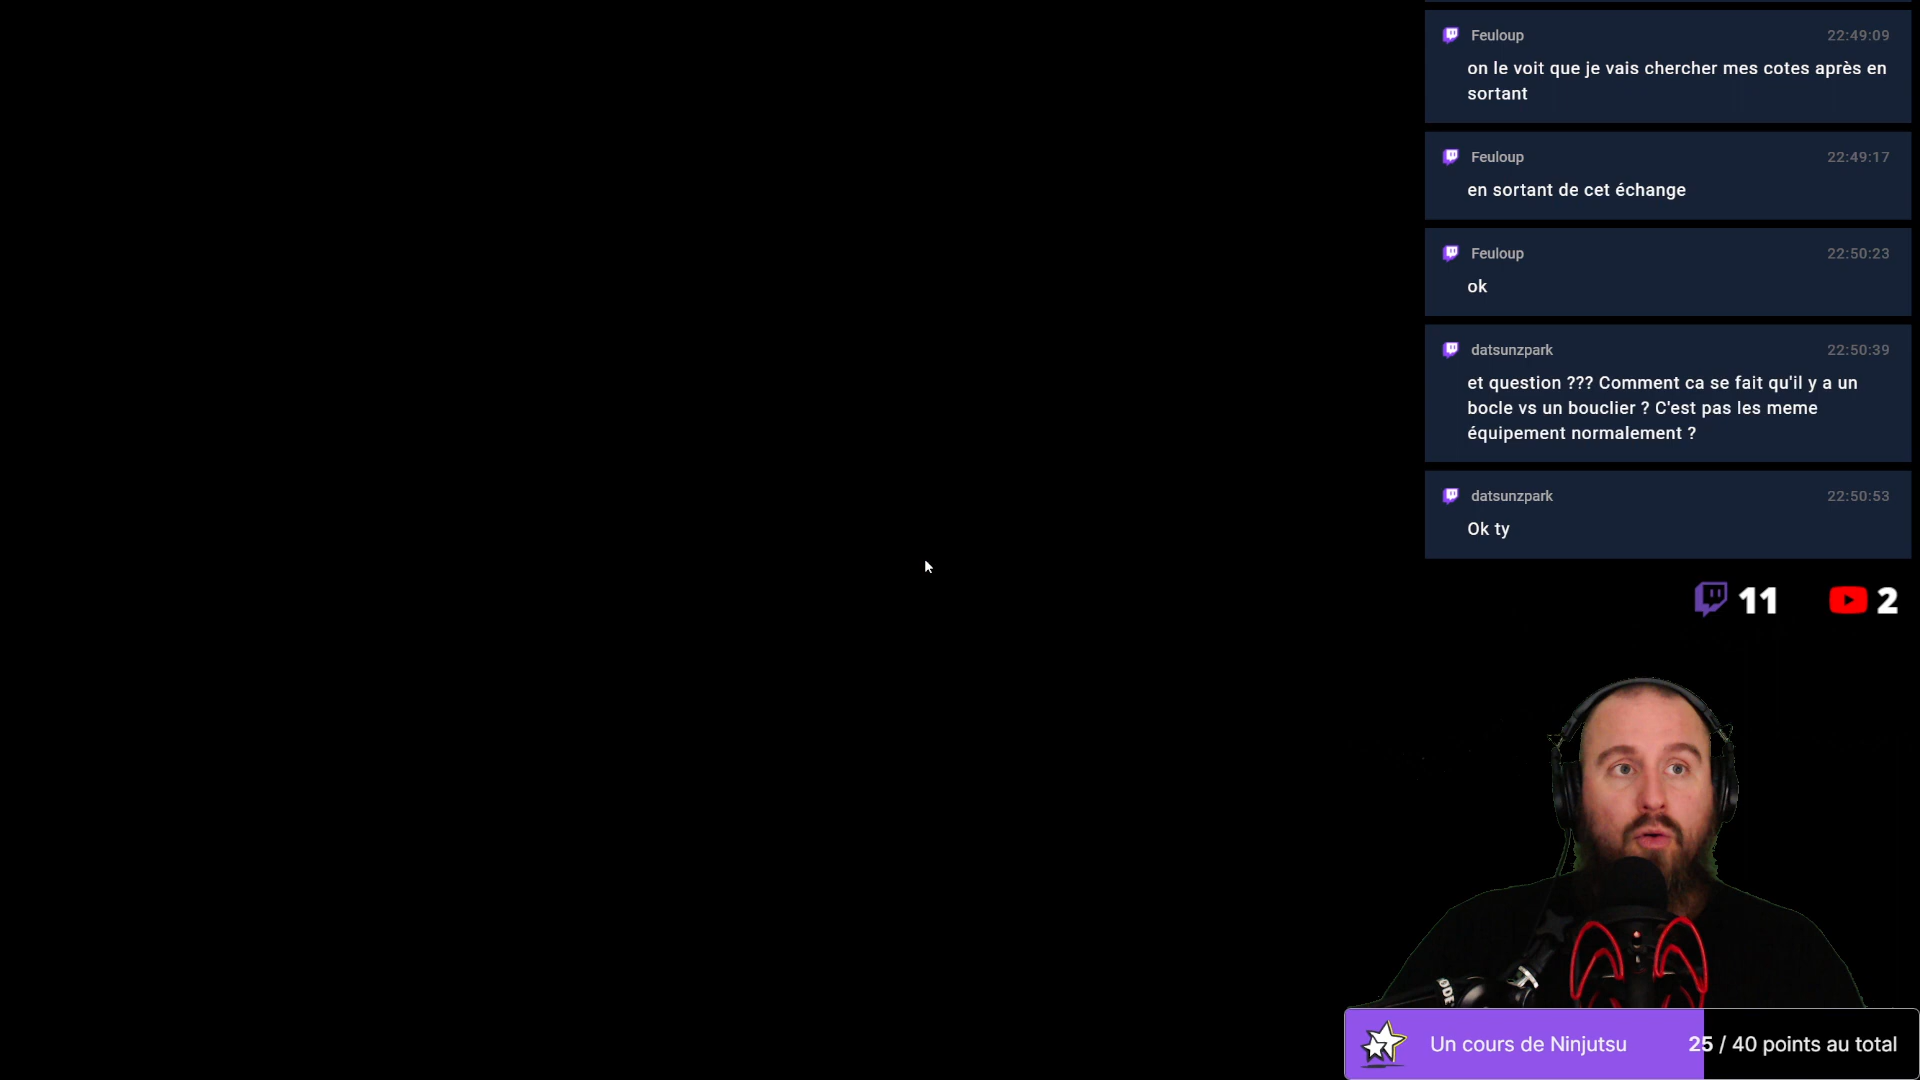 Feuloup 22:49:09
on le voit que je vais chercher mes cotes après en
sortant
Feuloup 22:49:17
en sortant de cet échange
Feuloup 22:50:23
ok
datsunzpark 22:50:39
et question ??? Comment ca se fait qu'il y a un
bocle vs un bouclier ? C'est pas les meme
équipement normalement ?
datsunzpark 22:50:53
Ok ty
11 2
RØDE
Un cours de Ninjutsu 25 / 40 points au total